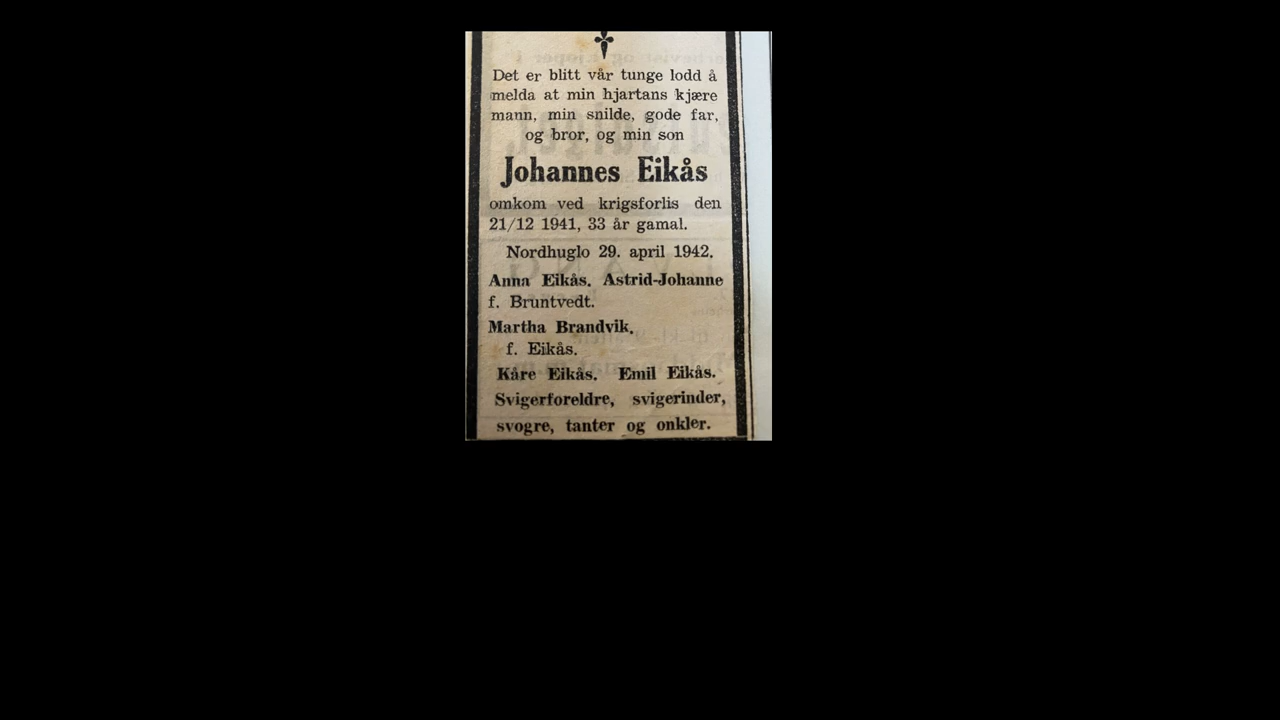 Det er blitt vår tunge lodd å
melda at min hjartans kjære
mann, min snilde, gode far,
og bror, og min son
Johannes Eikås
omkom ved krigsforlis den
21/12 1941, 33 år gamal.
Nordhuglo 29. april 1942.
Anna Eikås. Astrid-Johanne
f. Bruntvedt.
Martha Brandvik.
f. Eikås.
Kåre Eikås. Emil Eikås.
Svigerforeldre, svigerinder,
svogre, tanter og onkler.